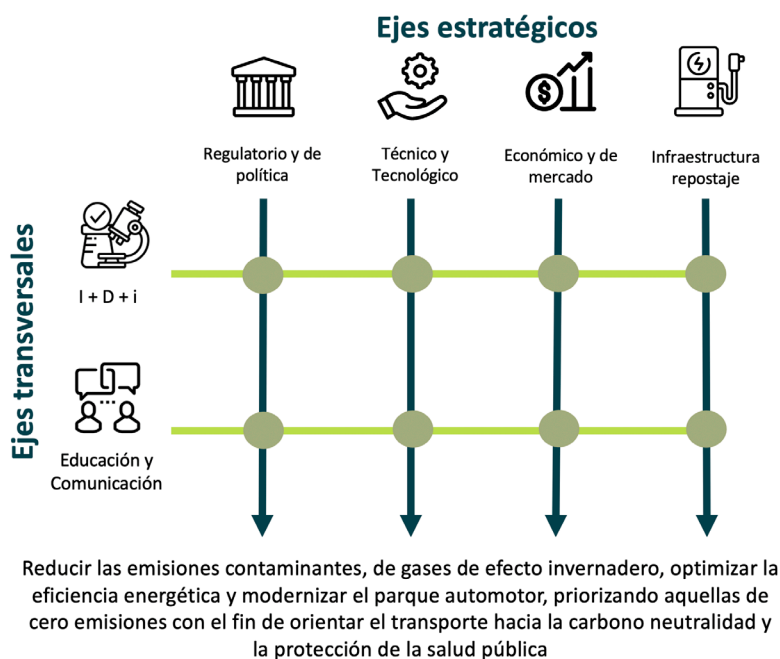 Ejes estratégicos
Regulatorio y de
política
Técnico y
Tecnológico
Económico y de
mercado
Infraestructura
repostaje
Ejes transversales
I + D + i
Educación y
Comunicación
Reducir las emisiones contaminantes, de gases de efecto invernadero, optimizar la
eficiencia energética y modernizar el parque automotor, priorizando aquellas de
cero emisiones con el fin de orientar el transporte hacia la carbono neutralidad y
la protección de la salud pública